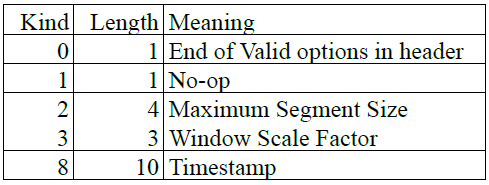 Kind Length Meaning
0 1 End of Valid options in header
1 1 No-op
2 4 Maximum Segment Size
3 3 Window Scale Factor
8 10 Timestamp